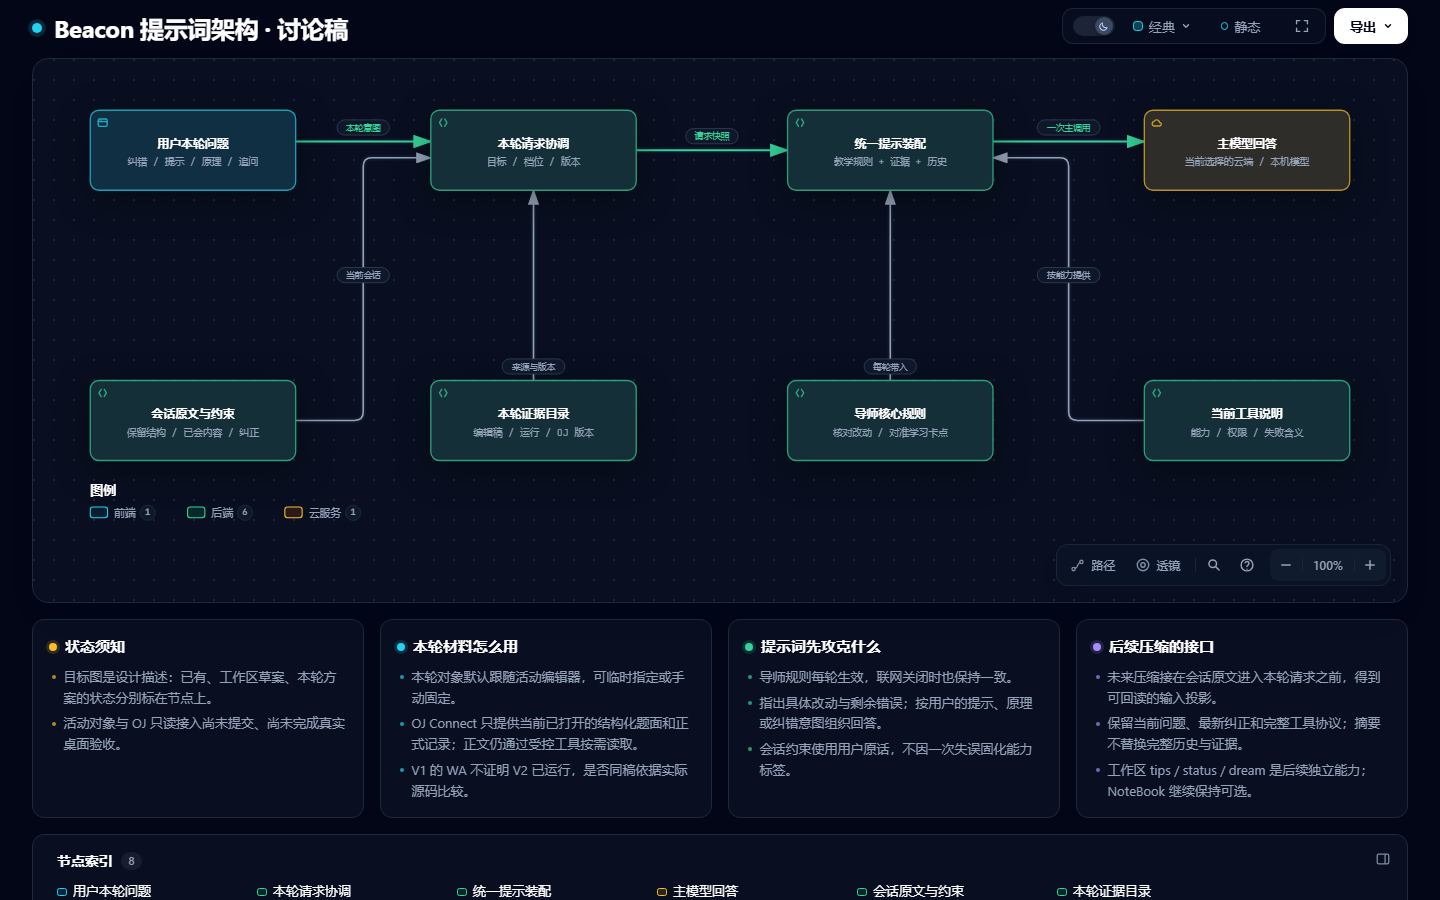 Beacon 提示词架构 · 讨论稿
经典
静态
导出
用户本轮问题
纠错 / 提示 / 原理 / 追问
本轮意图
本轮请求协调
目标 / 档位 / 版本
请求快照
统一提示装配
教学规则 + 证据 + 历史
一次主调用
主模型回答
当前选择的云端 / 本机模型
当前会话
按能力提供
来源与版本
每轮带入
会话原文与约束
保留结构 / 已会内容 / 纠正
本轮证据目录
编辑稿 / 运行 / OJ 版本
导师核心规则
核对改动 / 对准学习卡点
当前工具说明
能力 / 权限 / 失败含义
图例
前端 1
后端 6
云服务 1
路径
透镜
100%
状态须知
目标图是设计描述：已有、工作区草案、本轮方
案的状态分别标在节点上。
活动对象与 OJ 只读接入尚未提交、尚未完成真实
桌面验收。
本轮材料怎么用
本轮对象默认跟随活动编辑器，可临时指定或手
动固定。
OJ Connect 只提供当前已打开的结构化题面和正
式记录；正文仍通过受控工具按需读取。
V1 的 WA 不证明 V2 已运行，是否同稿依据实际
源码比较。
提示词先攻克什么
导师规则每轮生效，联网关闭时也保持一致。
指出具体改动与剩余错误；按用户的提示、原理
或纠错意图组织回答。
会话约束使用用户原话，不因一次失误固化能力
标签。
后续压缩的接口
未来压缩接在会话原文进入本轮请求之前，得到
可回读的输入投影。
保留当前问题、最新纠正和完整工具协议；摘要
不替换完整历史与证据。
工作区 tips / status / dream 是后续独立能力；
NoteBook 继续保持可选。
节点索引 8
用户本轮问题
本轮请求协调
统一提示装配
主模型回答
会话原文与约束
本轮证据目录